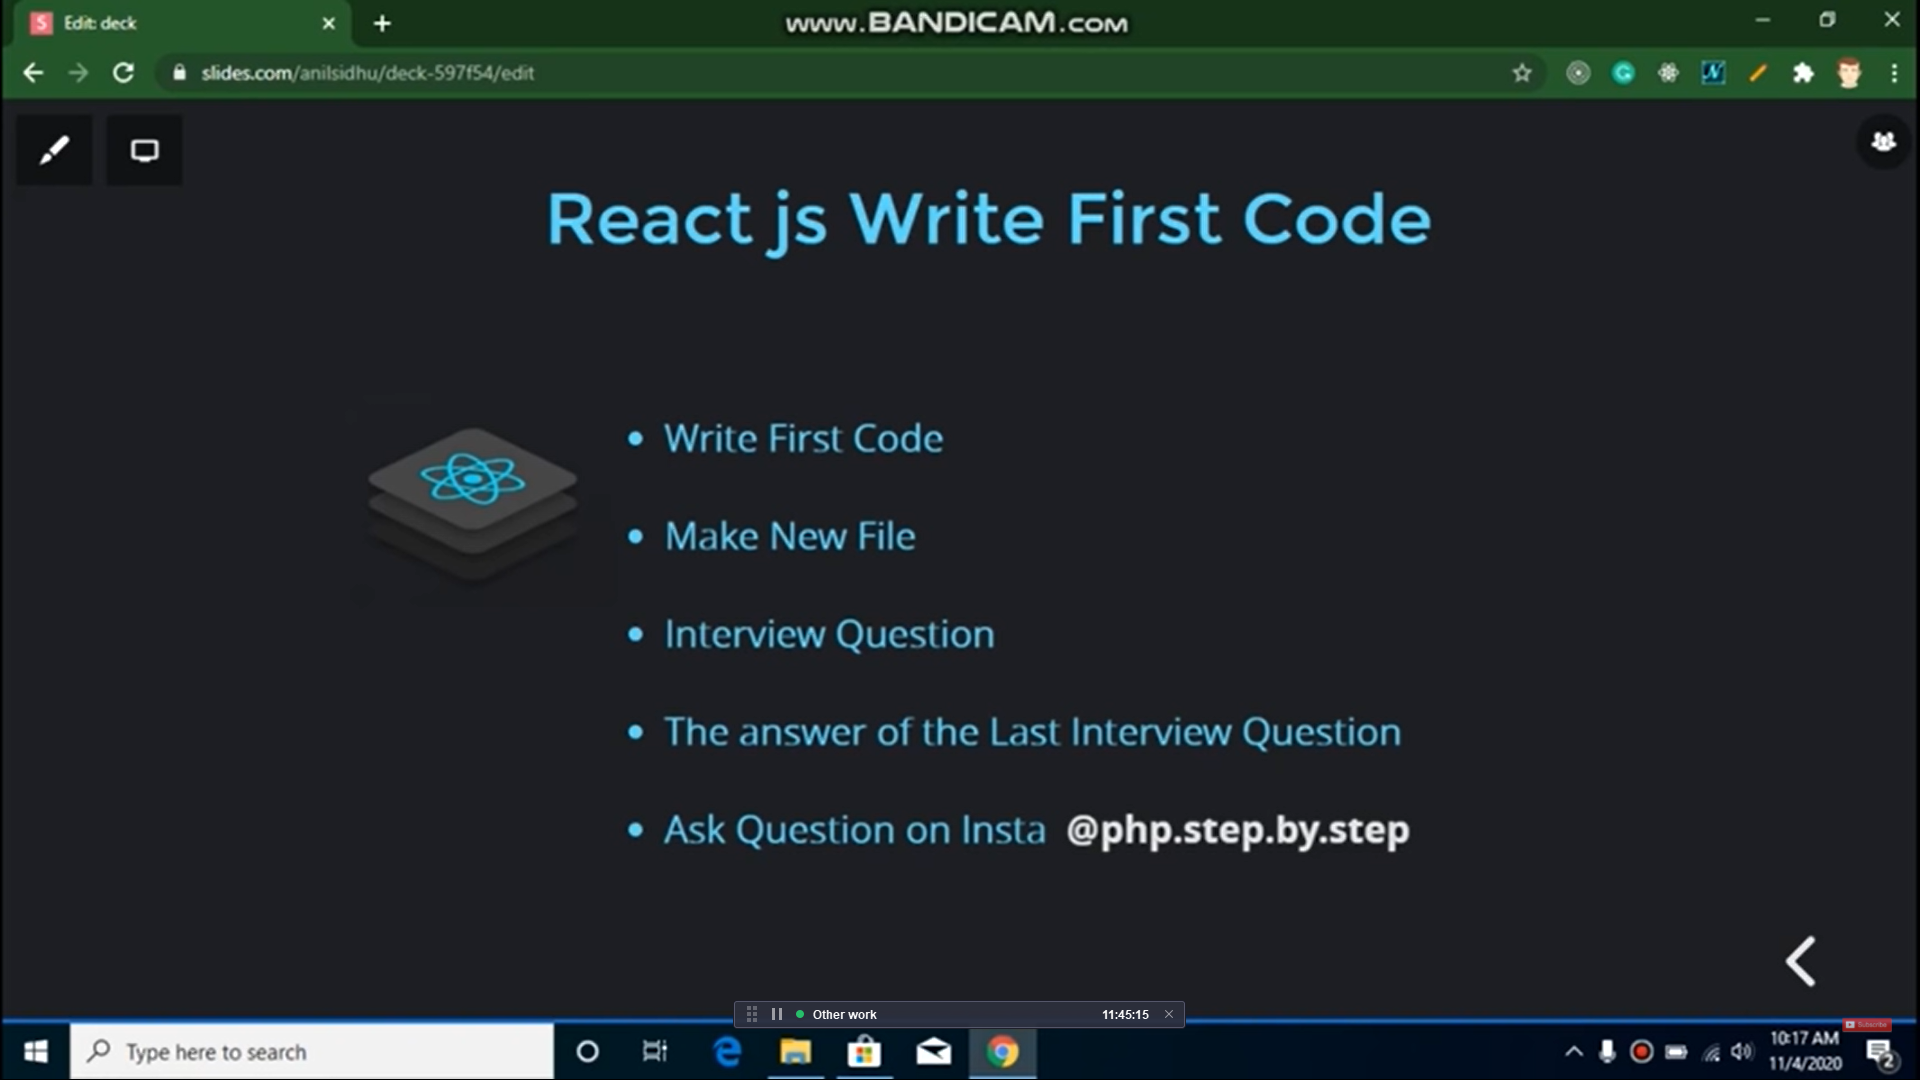 Edit: deck
www.BANDICAM.com
slides.com/anilsidhu/deck-597f54/edit
React js Write First Code
Write First Code
Make New File
Interview Question
The answer of the Last Interview Question
Ask Question on Insta @php.step.by.step
Other work 11:45:15
Subscribe
Type here to search
10:17 AM
11/4/2020
2